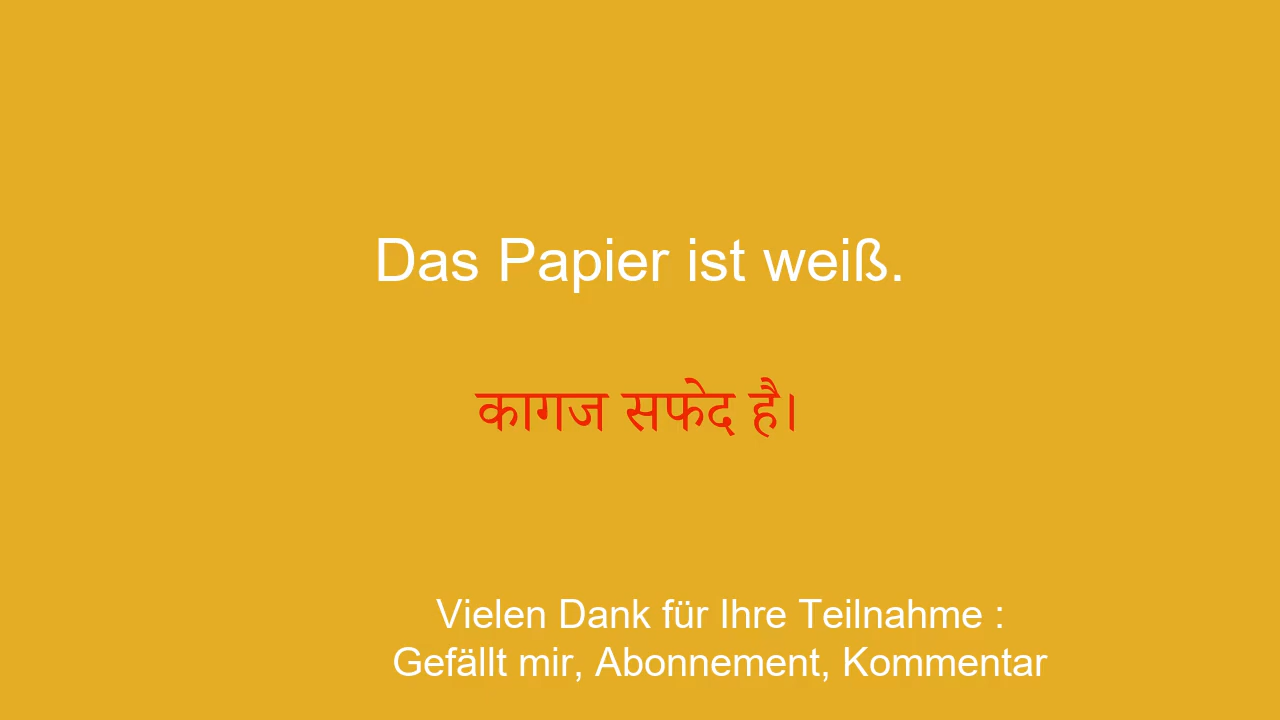 Das Papier ist weiß.
कागज सफेद है।
Vielen Dank für Ihre Teilnahme :
Gefällt mir, Abonnement, Kommentar